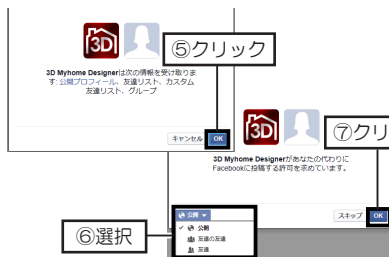 3D
⑤クリック
3D Myhome Designerは次の情報を受け取りま
す: 公開プロフィール、友達リスト、カスタム
友達リスト、グループ
キャンセル OK
3D
⑦クリ
3D Myhome Designerがあなたの代わりに
Facebookに投稿する許可を求めています。
スキップ OK
⑥選択
公開
✓ 公開
友達の友達
友達